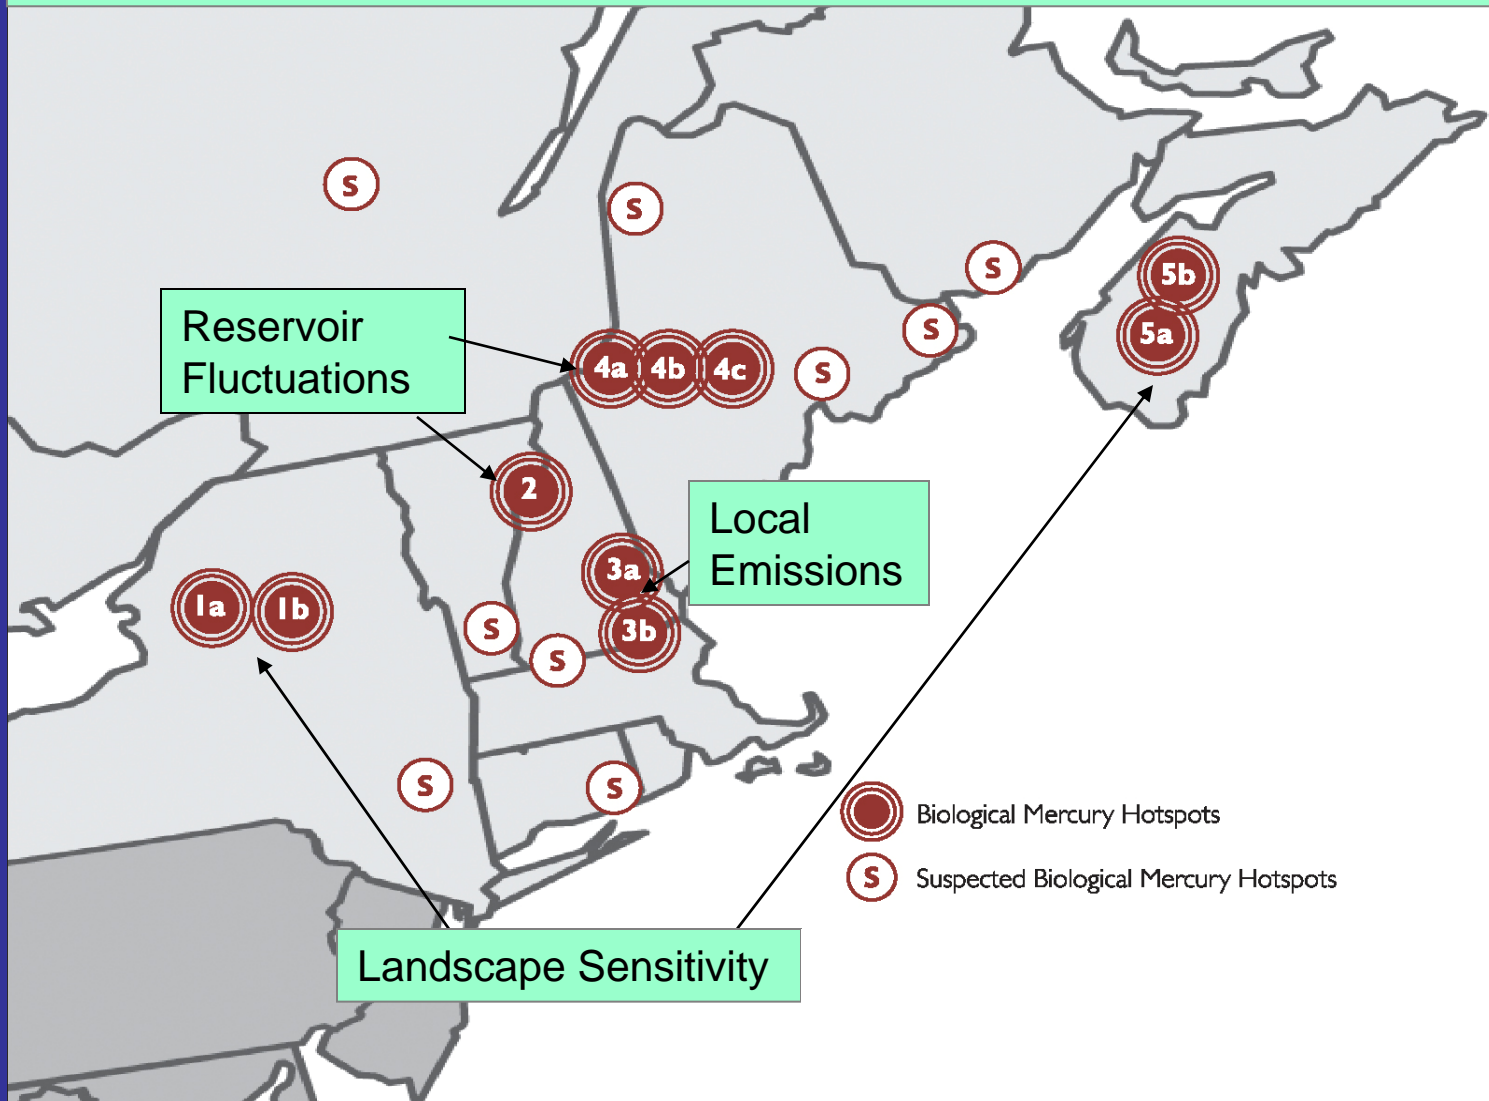 S
S
S
5b
Reservoir
Fluctuations
S
5a
4a 4b 4c
S
2
Local
Emissions
3a
1a 1b
S
3b
S
S
S
Biological Mercury Hotspots
S Suspected Biological Mercury Hotspots
Landscape Sensitivity